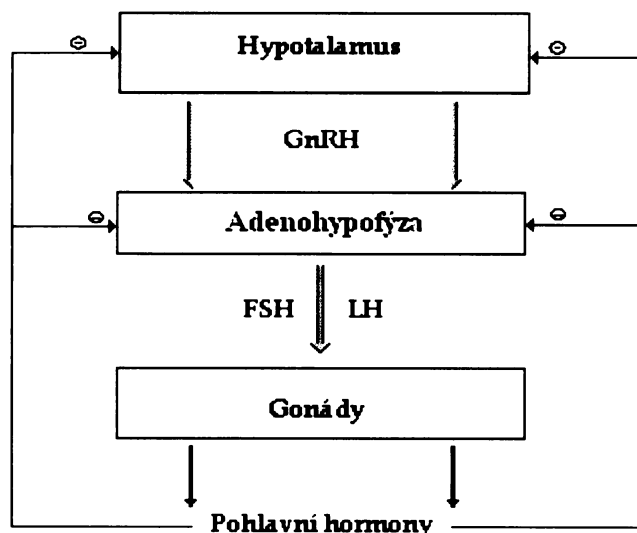 Hypotalamus
GnRH
Adenohypofýza
FSH LH
Gonády
Pohlavní hormony